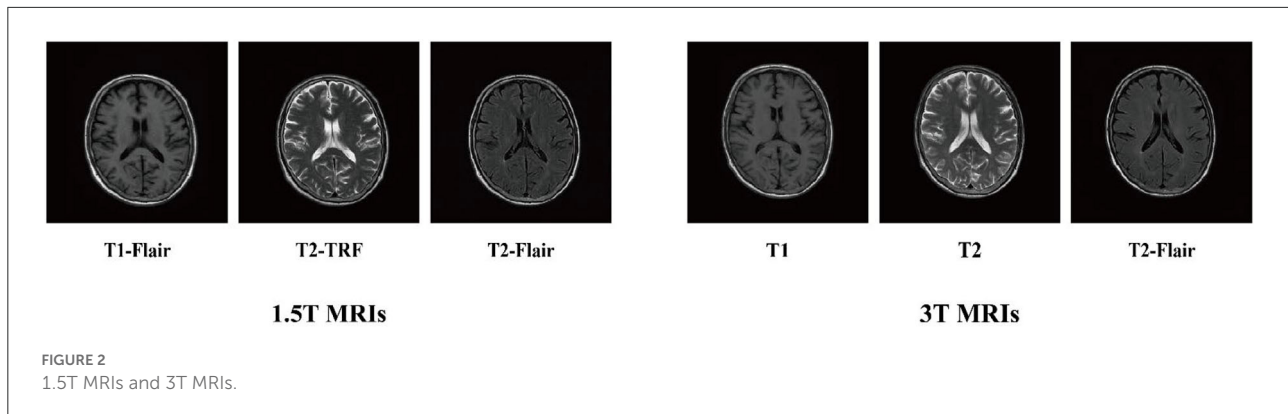 T1-Flair T2-TRF T2-Flair T1 T2 T2-Flair
1.5T MRIs 3T MRIs
FIGURE 2
1.5T MRIs and 3T MRIs.